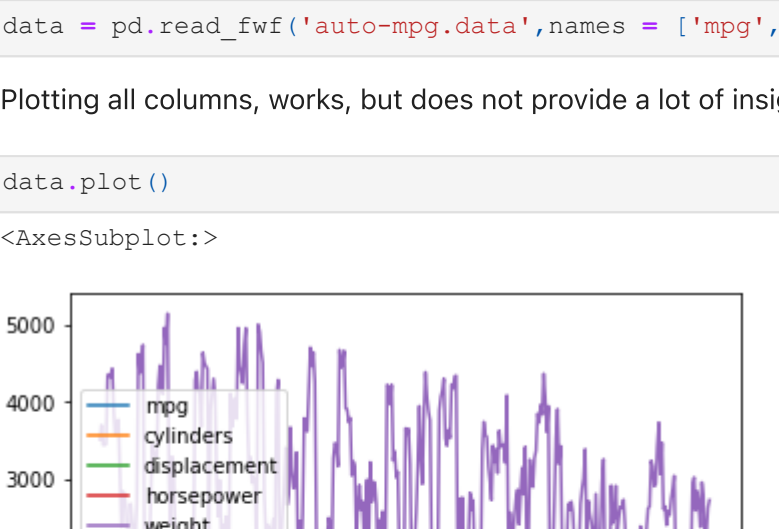 data = pd.read_fwf('auto-mpg.data',names = ['mpg',
Plotting all columns, works, but does not provide a lot of
data.plot()
<AxesSubplot:>
5000
4000
3000
mpg
cylinders
displacement
horsepower
weight